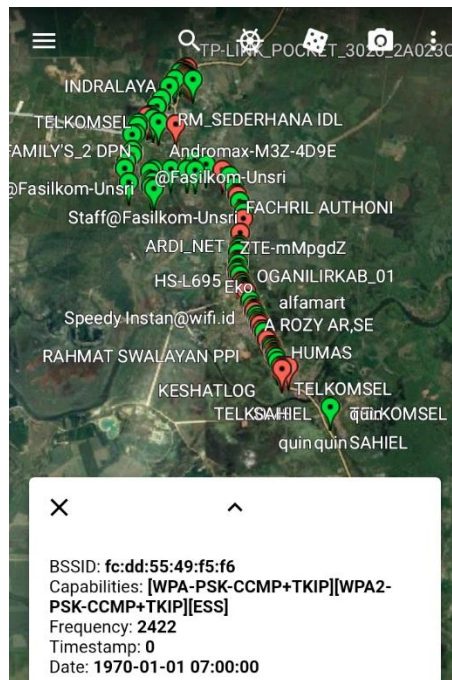 TP-LINK_POCKET_3020_2A023C
INDRALAYA
TELKOMSEL RM_SEDERHANA IDL
FAMILY'S_2 DPN Andromax-M3Z-4D9E
@Fasilkom-Unsri
@Fasilkom-Unsri
FACHRIL AUTHONI
Staff@Fasilkom-Unsri
ARDI_NET ZTE-mMpgdZ
HS-L695 Eko OGANILIRKAB_01
alfamart
Speedy Instan@wifi.id A ROZY AR,SE
RAHMAT SWALAYAN PPI HUMAS
KESHATLOG TELKOMSEL
SAHIEL
quin quin SAHIEL
BSSID: fc:dd:55:49:f5:f6
Capabilities: [WPA-PSK-CCMP+TKIP][WPA2-
PSK-CCMP+TKIP][ESS]
Frequency: 2422
Timestamp: 0
Date: 1970-01-01 07:00:00